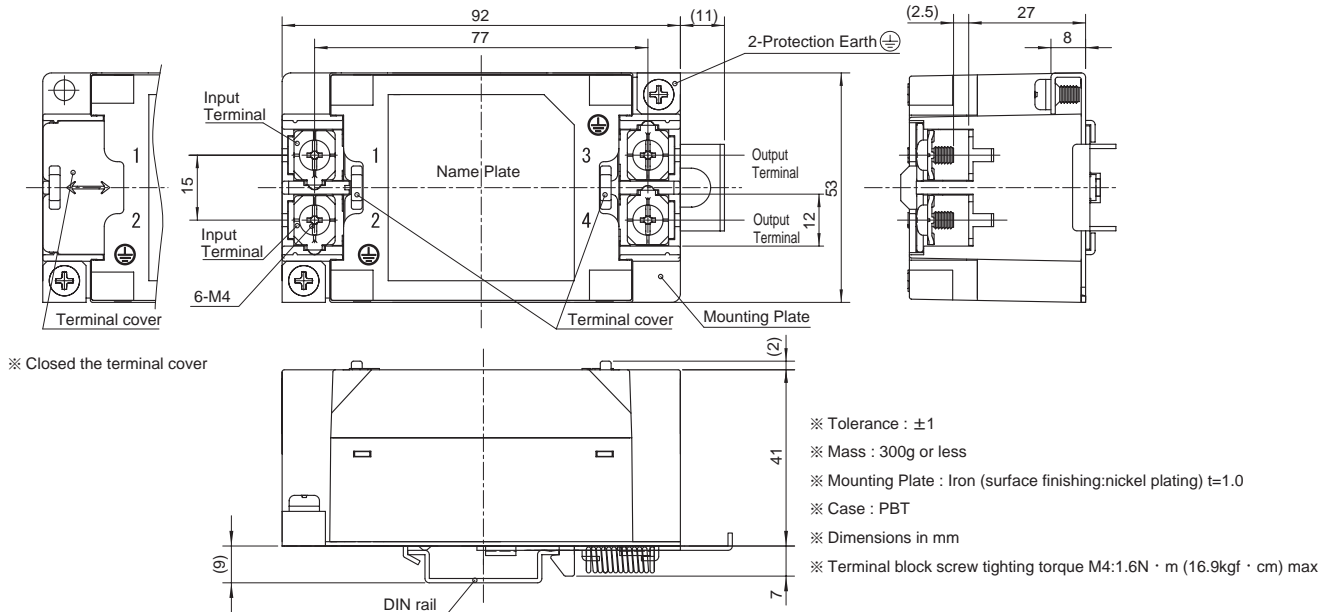 92
(11)
77
2-Protection Earth
(2.5)
27
8
Input
Terminal
1
2
15
Input
Terminal
6-M4
Terminal cover
1
2
Name Plate
3
4
Output
Terminal
Output
Terminal
12
53
Terminal cover
Mounting Plate
※ Closed the terminal cover
(2)
41
(9)
7
DIN rail
※ Tolerance : ±1
※ Mass : 300g or less
※ Mounting Plate : Iron (surface finishing:nickel plating) t=1.0
※ Case : PBT
※ Dimensions in mm
※ Terminal block screw tighting torque M4:1.6N・m (16.9kgf・cm) max